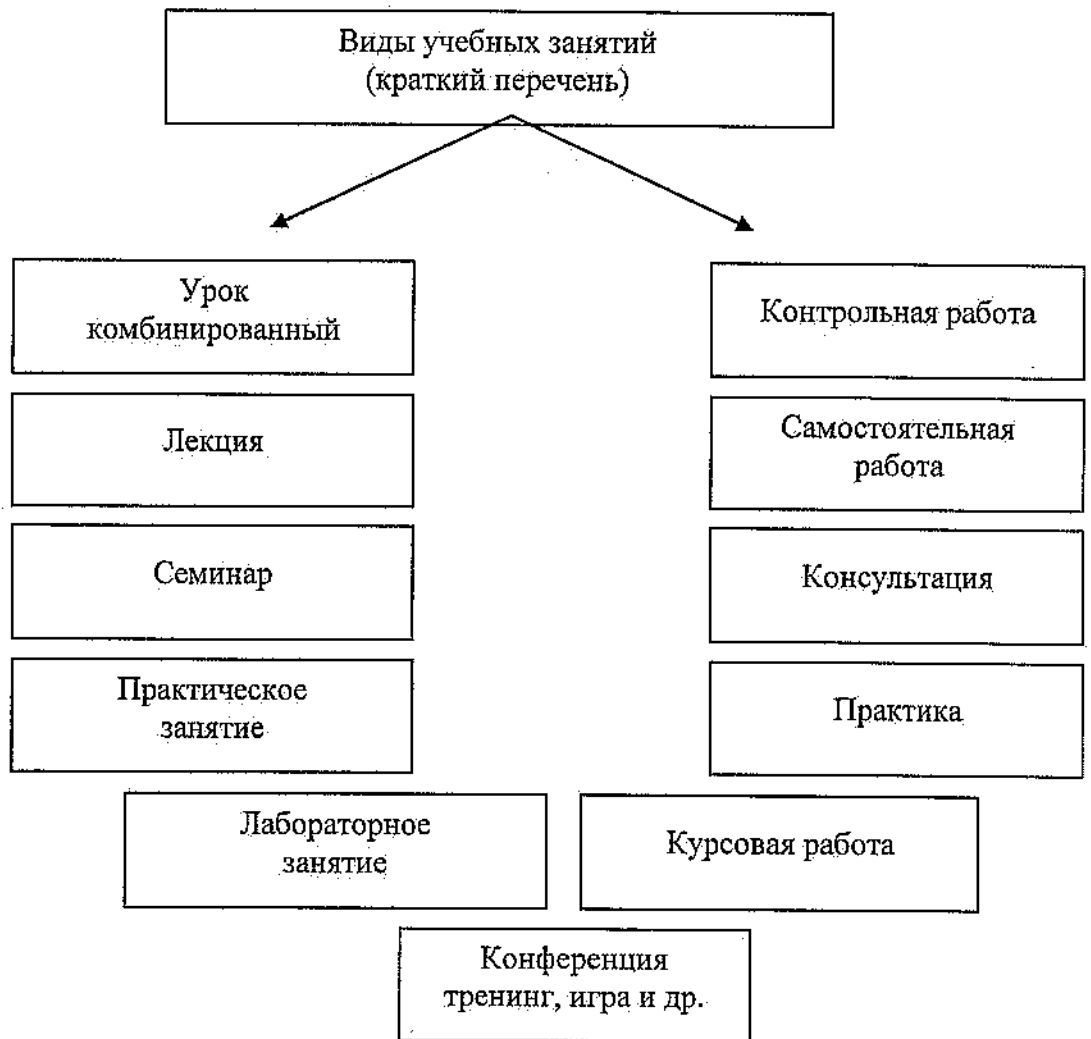 Виды учебных занятий
(краткий перечень)
Урок
комбинированный
Контрольная работа
Лекция
Самостоятельная
работа
Семинар
Консультация
Практическое
занятие
Практика
Лабораторное
занятие
Курсовая работа
Конференция
тренинг, игра и др.